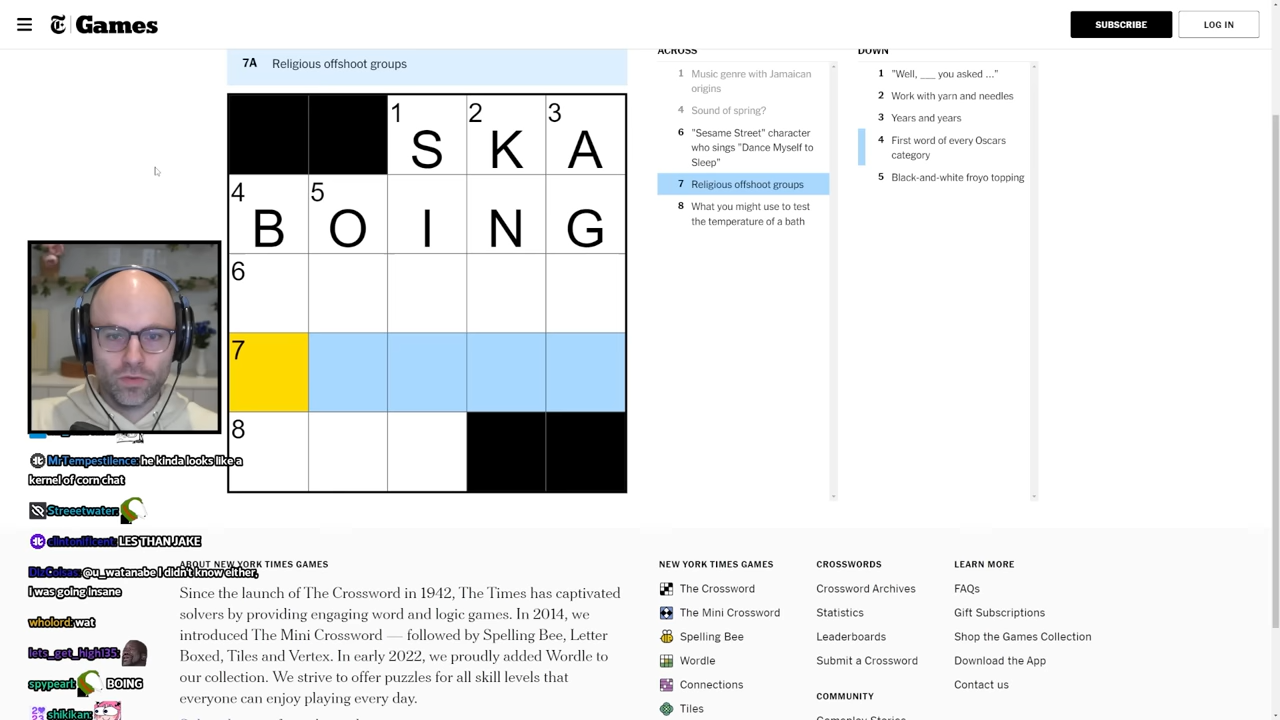 Games
SUBSCRIBE
LOG IN
7A Religious offshoot groups
1
2
3
S K A
4
5
B O I N G
6
7
8
ACROSS
1 Music genre with Jamaican
origins
4 Sound of spring?
6 "Sesame Street" character
who sings "Dance Myself to
Sleep"
7 Religious offshoot groups
8 What you might use to test
the temperature of a bath
DOWN
1 "Well, ___ you asked ..."
2 Work with yarn and needles
3 Years and years
4 First word of every Oscars
category
5 Black-and-white froyo topping
MrTempestilence: he kinda looks like a
kernel of corn chat
Streeetwater:
clintonificent: LES THAN JAKE
DizCoisas: @u_watanabe I didn't know either,
i was going insane
wholord: wat
lets_get_high135:
spypearl: BOING
shikikan:
ABOUT NEW YORK TIMES GAMES
Since the launch of The Crossword in 1942, The Times has captivated
solvers by providing engaging word and logic games. In 2014, we
introduced The Mini Crossword — followed by Spelling Bee, Letter
Boxed, Tiles and Vertex. In early 2022, we proudly added Wordle to
our collection. We strive to offer puzzles for all skill levels that
everyone can enjoy playing every day.
NEW YORK TIMES GAMES
The Crossword
The Mini Crossword
Spelling Bee
Wordle
Connections
Tiles
CROSSWORDS
Crossword Archives
Statistics
Leaderboards
Submit a Crossword
COMMUNITY
LEARN MORE
FAQs
Gift Subscriptions
Shop the Games Collection
Download the App
Contact us